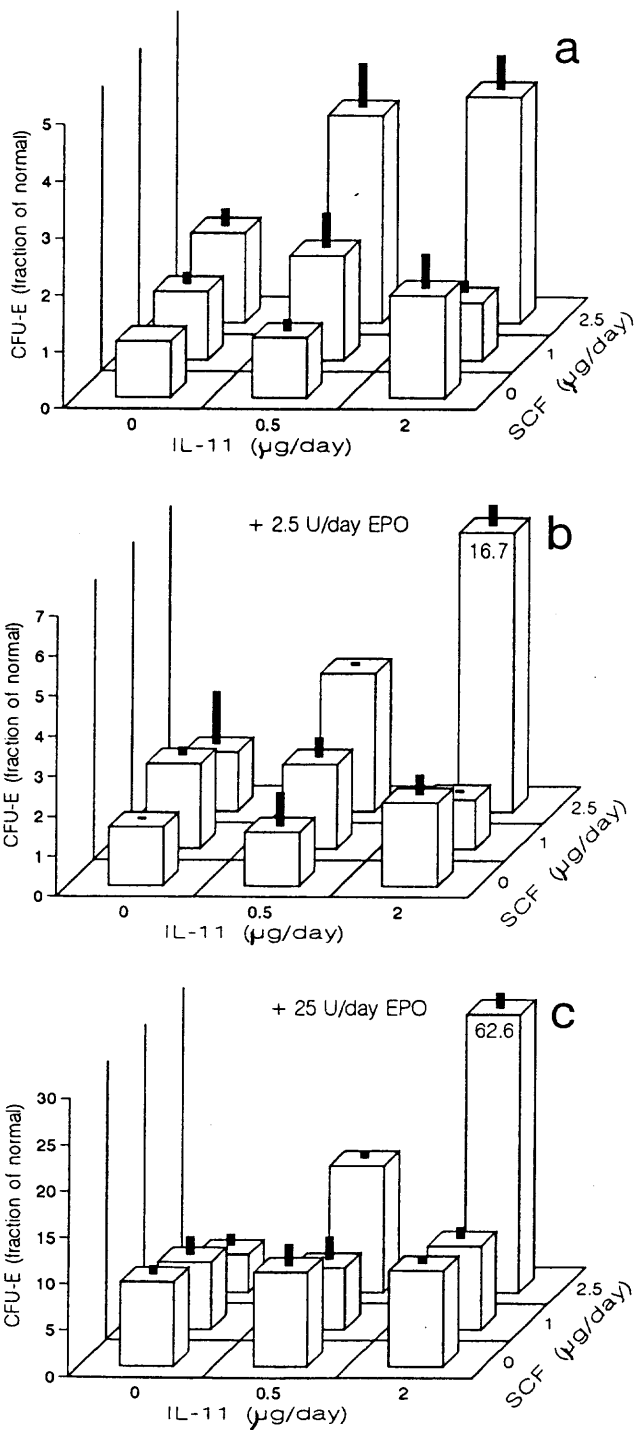 a
CFU-E (fraction of normal)
5
4
3
2
1
0
0
0.5
2
IL-11 (µg/day)
0
1
2.5
SCF (µg/day)
b
+ 2.5 U/day EPO
16.7
CFU-E (fraction of normal)
7
6
5
4
3
2
1
0
0
0.5
2
IL-11 (µg/day)
0
1
2.5
SCF (µg/day)
c
+ 25 U/day EPO
62.6
CFU-E (fraction of normal)
30
25
20
15
10
5
0
0
0.5
2
IL-11 (µg/day)
0
1
2.5
SCF (µg/day)